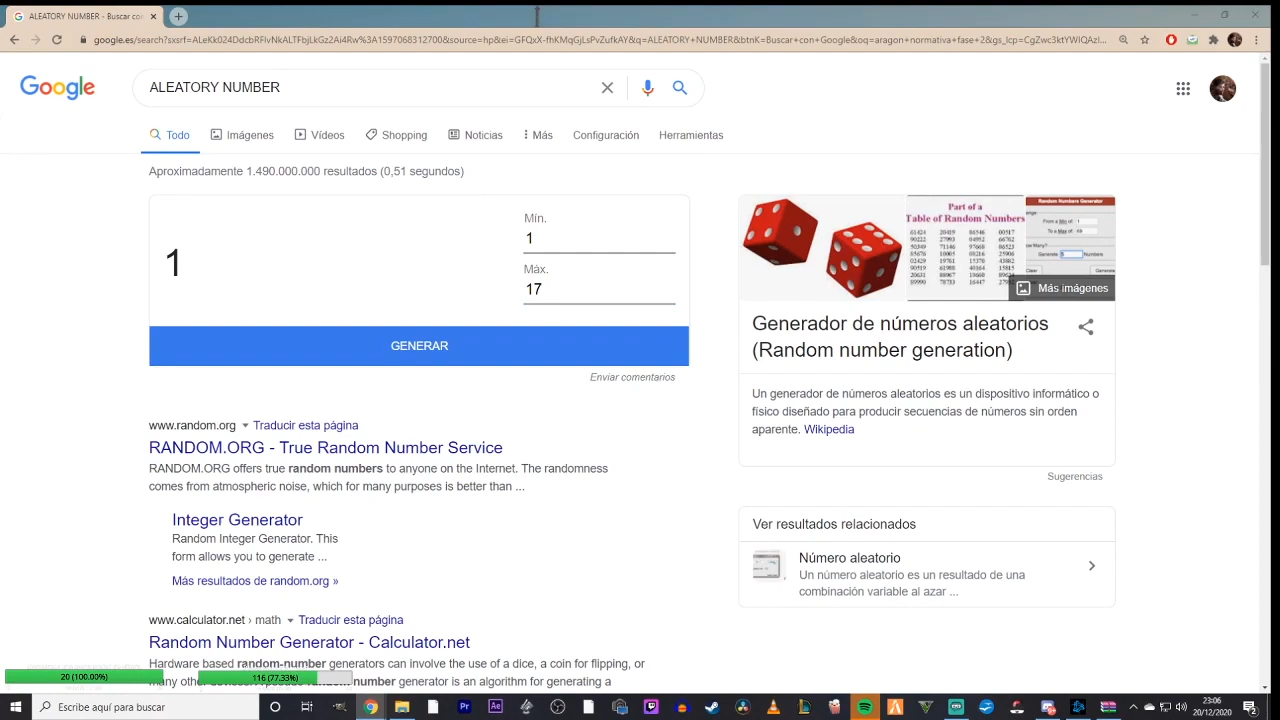 ALEATORY NUMBER - Buscar con
google.es/search?sxsrf=ALeKk024DdcbRFlvNkALTFbjLkGz2Ai4Rw%3A1597068312700&source=hp&ei=GFQxX-fhKMqGjLsPvZufkAY&q=ALEATORY+NUMBER&btnK=Buscar+con+Google&oq=aragon+normativa+fase+2&gs_lcp=CgZwc3ktYWIQAzI...
Google
ALEATORY NUMBER
Todo Imágenes Vídeos Shopping Noticias Más Configuración Herramientas
Aproximadamente 1.490.000.000 resultados (0,51 segundos)
Mín.
1
1
Máx.
17
GENERAR
Enviar comentarios
www.random.org Traducir esta página
RANDOM.ORG - True Random Number Service
RANDOM.ORG offers true random numbers to anyone on the Internet. The randomness
comes from atmospheric noise, which for many purposes is better than ...
Integer Generator
Random Integer Generator. This
form allows you to generate ...
Más resultados de random.org »
www.calculator.net › math Traducir esta página
Random Number Generator - Calculator.net
Hardware based random-number generators can involve the use of a dice, a coin for flipping, or
number generator is an algorithm for generating a
Part of a
Table of Random Numbers
Random Numbers Generator
Más imágenes
Generador de números aleatorios
(Random number generation)
Un generador de números aleatorios es un dispositivo informático o
físico diseñado para producir secuencias de números sin orden
aparente. Wikipedia
Sugerencias
Ver resultados relacionados
Número aleatorio
Un número aleatorio es un resultado de una
combinación variable al azar ...
20 (100.00%)
116 (77,33%)
Escribe aquí para buscar
23:06
20/12/2020